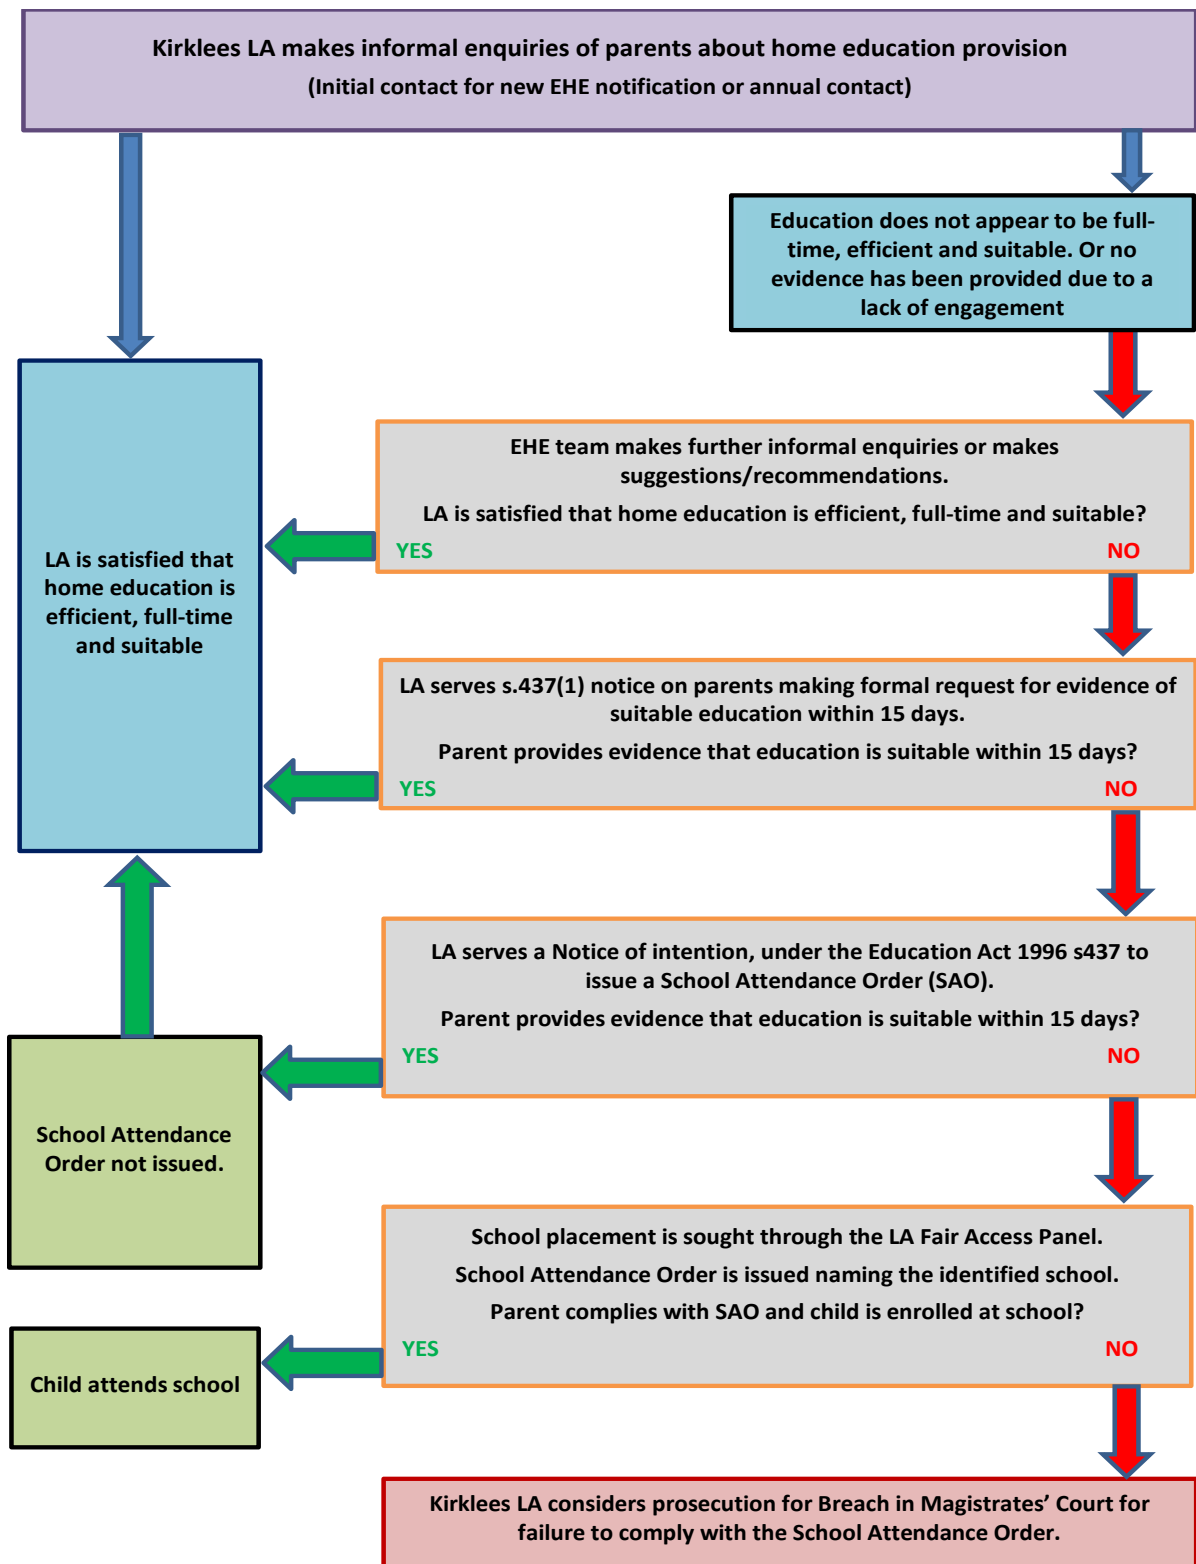 Kirklees LA makes informal enquiries of parents about home education provision
(Initial contact for new EHE notification or annual contact)
Education does not appear to be full-
time, efficient and suitable. Or no
evidence has been provided due to a
lack of engagement
EHE team makes further informal enquiries or makes
suggestions/recommendations.
LA is satisfied that home education is efficient, full-time and suitable?
YES
NO
LA is satisfied that
home education is
efficient, full-time
and suitable
LA serves s.437(1) notice on parents making formal request for evidence of
suitable education within 15 days.
Parent provides evidence that education is suitable within 15 days?
YES
NO
LA serves a Notice of intention, under the Education Act 1996 s437 to
issue a School Attendance Order (SAO).
Parent provides evidence that education is suitable within 15 days?
YES
NO
School Attendance
Order not issued.
School placement is sought through the LA Fair Access Panel.
School Attendance Order is issued naming the identified school.
Parent complies with SAO and child is enrolled at school?
YES
NO
Child attends school
Kirklees LA considers prosecution for Breach in Magistrates’ Court for
failure to comply with the School Attendance Order.